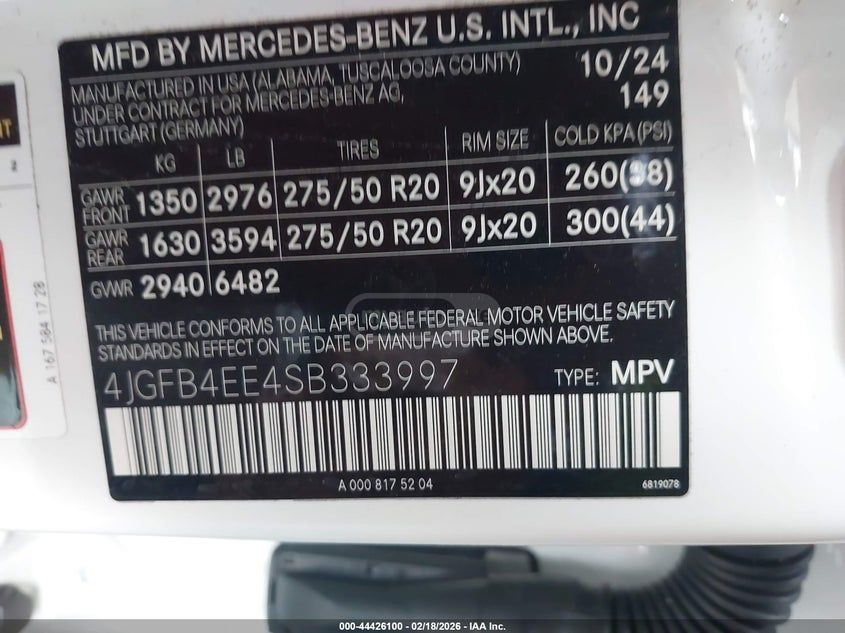 MFD BY MERCEDES-BENZ U.S. INTL., INC
MANUFACTURED IN USA (ALABAMA, TUSCALOOSA COUNTY) 10/24
UNDER CONTRACT FOR MERCEDES-BENZ AG, 149
STUTTGART (GERMANY)
KG LB TIRES RIM SIZE COLD KPA (PSI)
GAWR FRONT 1350 2976 275/50 R20 9Jx20 260(38)
GAWR REAR 1630 3594 275/50 R20 9Jx20 300(44)
GVWR 2940 6482
THIS VEHICLE CONFORMS TO ALL APPLICABLE FEDERAL MOTOR VEHICLE SAFETY
STANDARDS IN EFFECT ON THE DATE OF MANUFACTURE SHOWN ABOVE.
4JGFB4EE4SB333997 TYPE: MPV
A 000 817 52 04 6819078
A 167 584 17 28
2
000-44426100 - 02/18/2026 - IAA Inc.